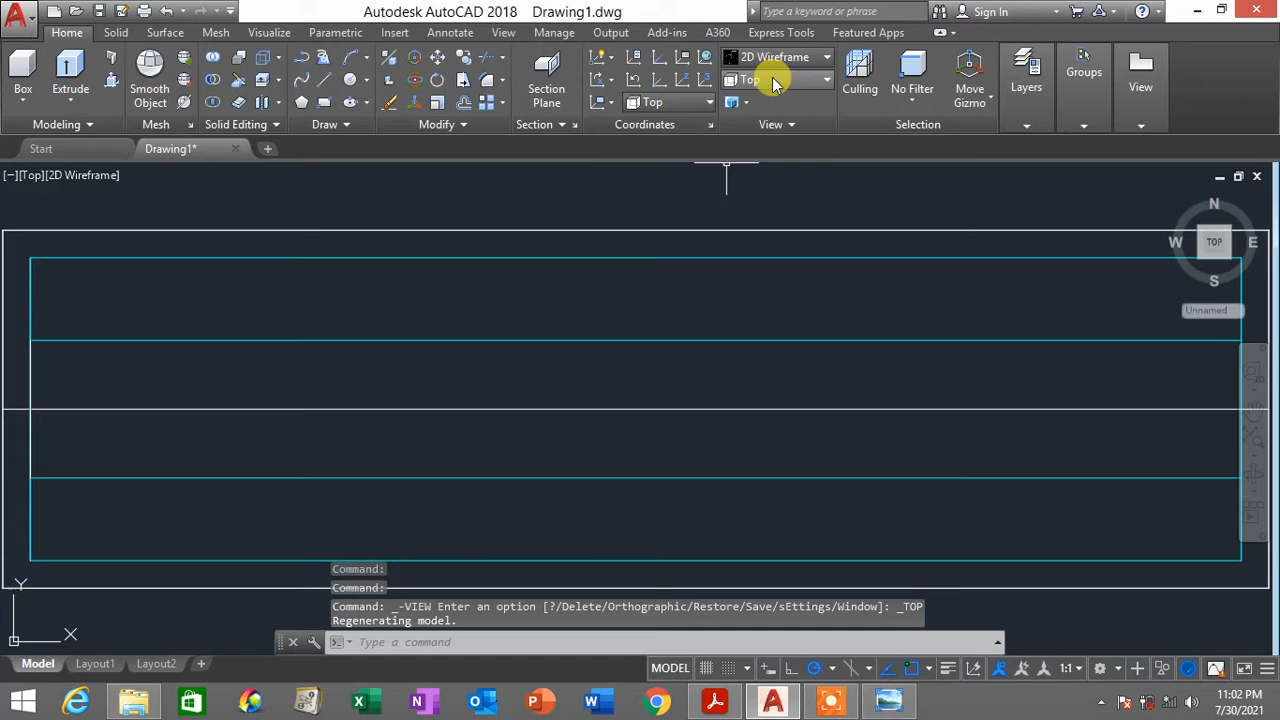 Autodesk AutoCAD 2018 Drawing1.dwg
Type a keyword or phrase
Sign In
Home Solid Surface Mesh Visualize Parametric Insert Annotate View Manage Output Add-ins A360 Express Tools Featured Apps
2D Wireframe
Top
Top
Box
Extrude
Smooth
Object
Section
Plane
Culling
No Filter
Move
Gizmo
Layers
Groups
View
Modeling
Mesh
Solid Editing
Draw
Modify
Section
Coordinates
View
Selection
Start
Drawing1*
[−][Top][2D Wireframe]
N
W
TOP
E
S
Unnamed
Command:
Command:
Command: _-VIEW Enter an option [?/Delete/Orthographic/Restore/Save/sEttings/Window]: _TOP
Regenerating model.
Y
X
Type a command
Model Layout1 Layout2
MODEL
1:1
11:02 PM
7/30/2021